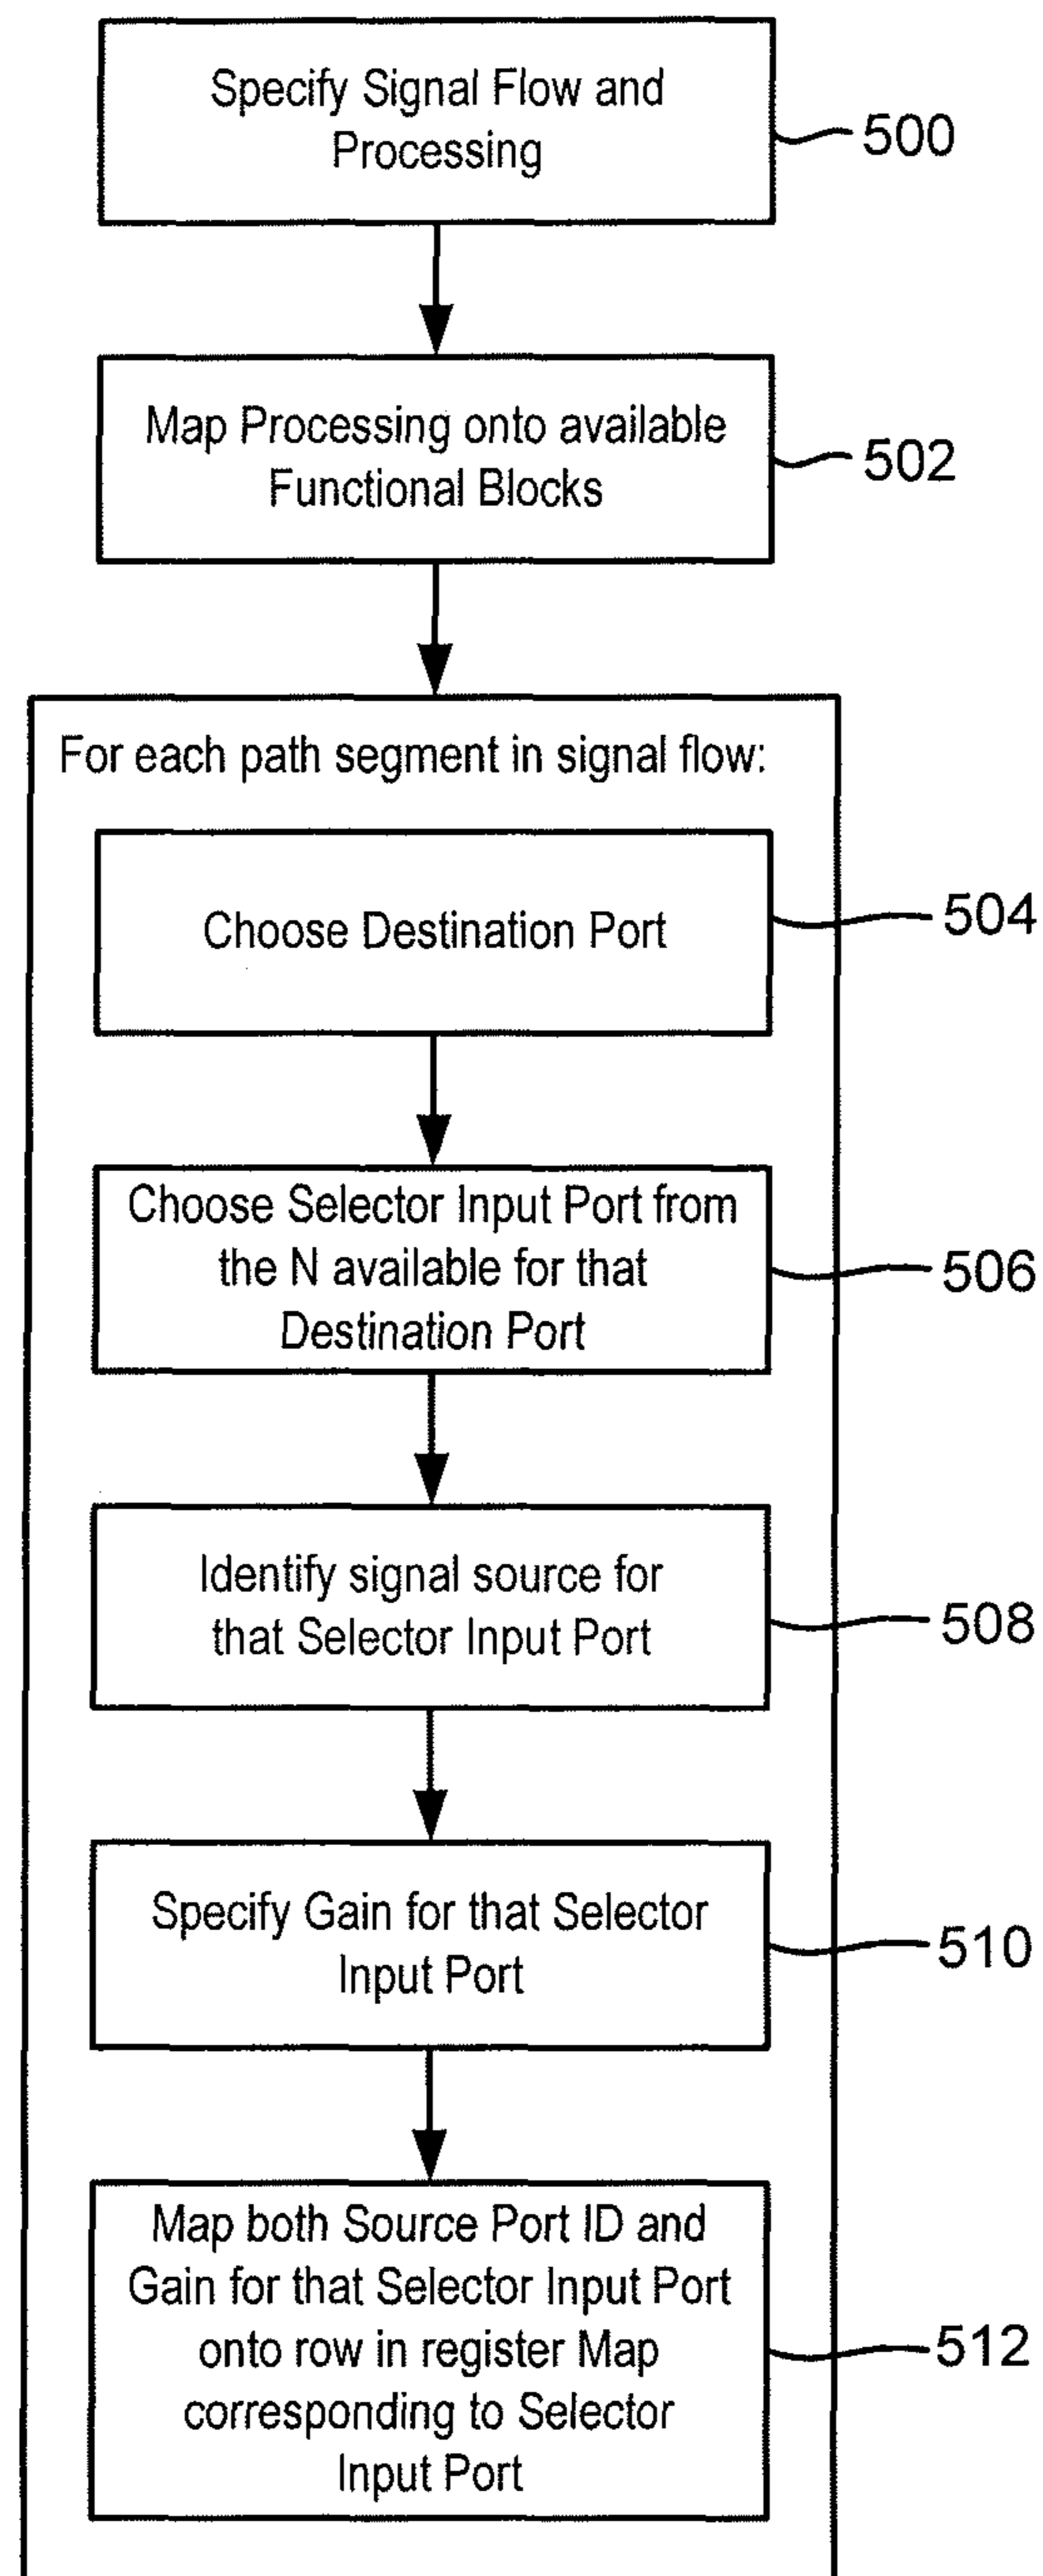 Specify Signal Flow and
Processing
500
Map Processing onto available
Functional Blocks
502
For each path segment in signal flow:
Choose Destination Port
504
Choose Selector Input Port from
the N available for that
Destination Port
506
Identify signal source for
that Selector Input Port
508
Specify Gain for that Selector
Input Port
510
Map both Source Port ID and
Gain for that Selector Input Port
onto row in register Map
corresponding to Selector
Input Port
512